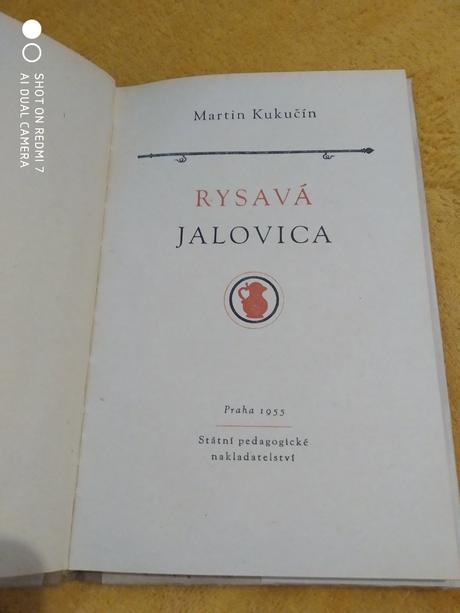 SHOT ON REDMI 7
AI DUAL CAMERA
Martin Kukučín
RYSAVÁ
JALOVICA
Praha 1955
Státní pedagogické
nakladatelství